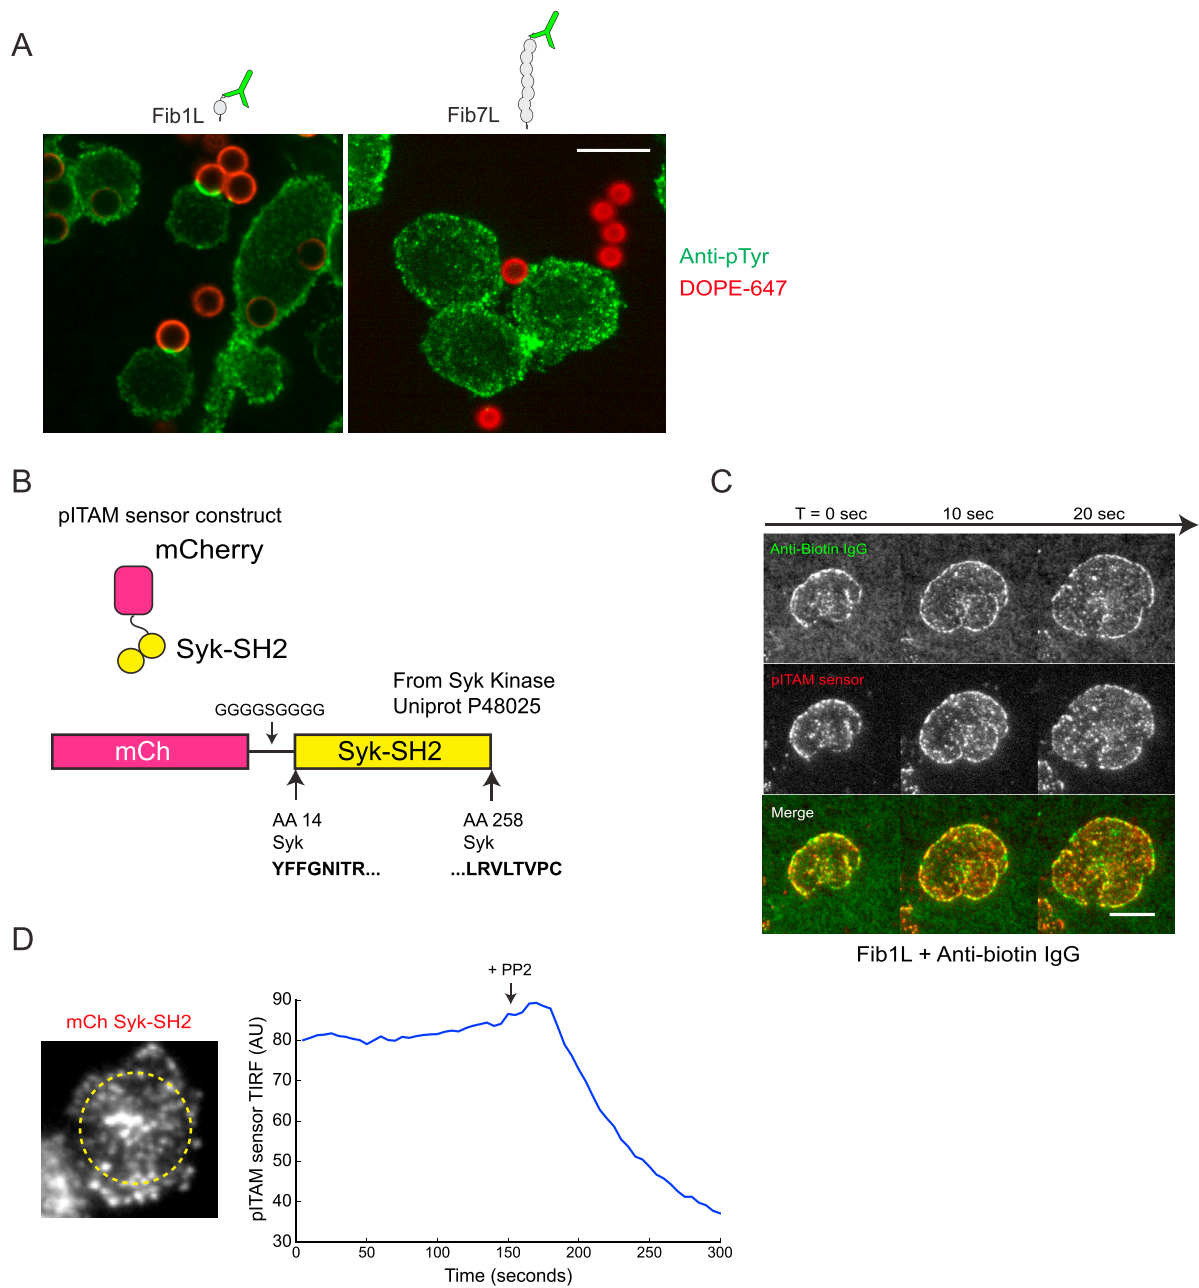 A
Fib1L
Fib7L
Anti-pTyr
DOPE-647
B
pITAM sensor construct
mCherry
Syk-SH2
From Syk Kinase
Uniprot P48025
GGGGSGGGG
mCh
Syk-SH2
AA 14
Syk
YFFGNITR...
AA 258
Syk
...LRVLTVPC
C
T = 0 sec
10 sec
20 sec
Anti-Biotin IgG
pITAM sensor
Merge
Fib1L + Anti-biotin IgG
D
mCh Syk-SH2
+ PP2
pITAM sensor TIRF (AU)
90
80
70
60
50
40
30
0
50
100
150
200
250
300
Time (seconds)